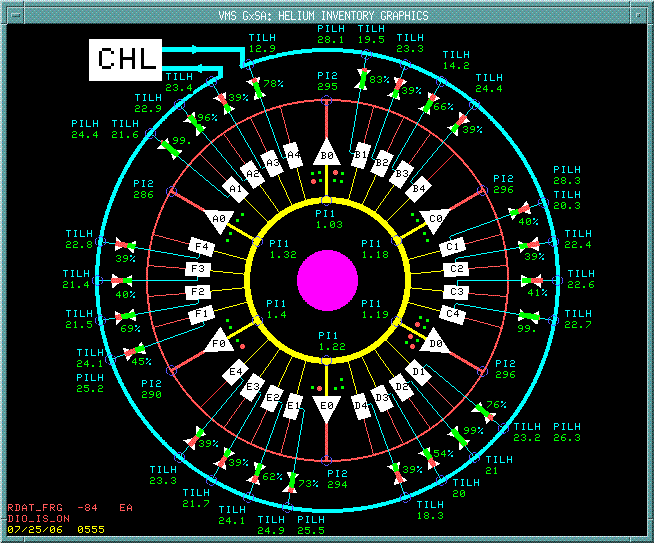 VMS GxSA: HELIUM INVENTORY GRAPHICS
CHL
TILH
12.9
PILH
28.1
TILH
19.5
TILH
23.3
TILH
14.2
TILH
24.4
TILH
23.4
TILH
22.9
PILH
24.4
TILH
21.6
78%
83%
39%
66%
39%
39%
96%
99.
PI2
295
PI2
286
PI2
296
PILH
28.3
TILH
20.3
TILH
22.4
TILH
22.6
TILH
22.7
40%
39%
41%
99.
TILH
22.8
TILH
21.4
TILH
21.5
TILH
24.1
PILH
25.2
39%
40%
69%
45%
A1
A2
A3
A4
B0
B1
B2
B3
B4
A0
C0
F4
F3
F2
F1
C1
C2
C3
C4
F0
D0
E4
E3
E2
E1
E0
D4
D3
D2
D1
PI1
1.03
PI1
1.32
PI1
1.18
PI1
1.4
PI1
1.19
PI1
1.22
PI2
290
PI2
296
PI2
294
39%
39%
62%
73%
39%
54%
99%
76%
TILH
23.3
TILH
21.7
TILH
24.1
TILH
24.9
PILH
25.5
TILH
18.3
TILH
20
TILH
21
TILH
23.2
PILH
26.3
RDAT_FRG -84 EA
DIO_IS_ON
07/25/06 0555